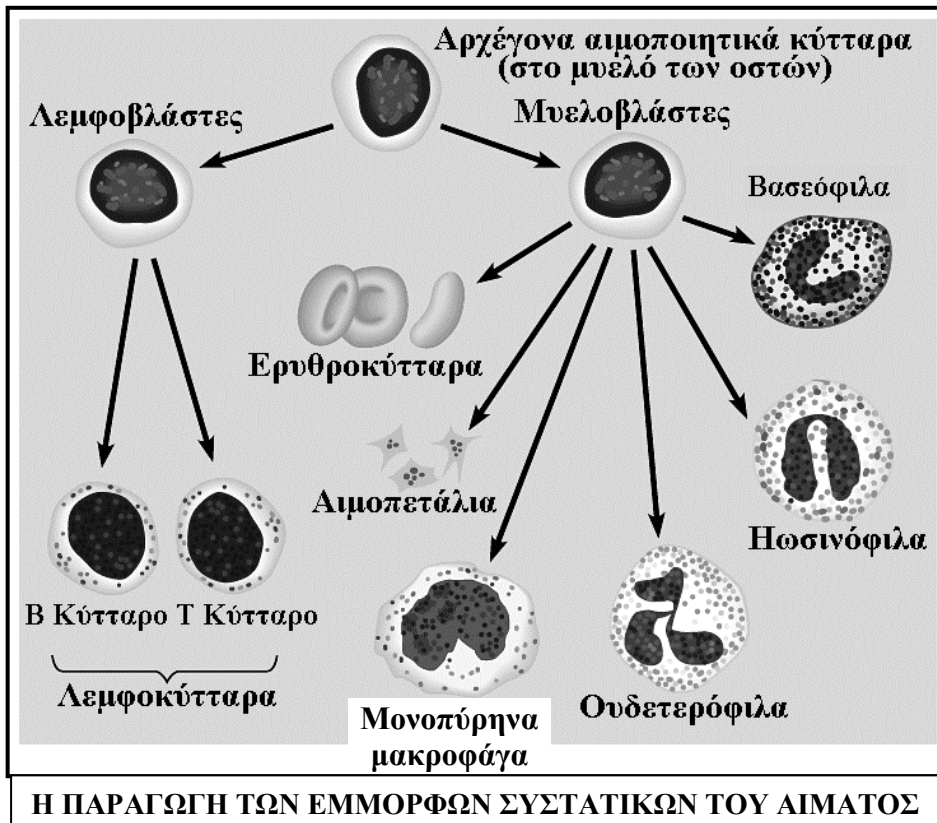 Αρχέγονα αιμοποιητικά κύτταρα
(στο μυελό των οστών)
Λεμφοβλάστες
Μυελοβλάστες
Βασεόφιλα
Ερυθροκύτταρα
Αιμοπετάλια
Ηωσινόφιλα
Β Κύτταρο Τ Κύτταρο
Λεμφοκύτταρα
Ουδετερόφιλα
Μονοπύρηνα
μακροφάγα
Η ΠΑΡΑΓΩΓΗ ΤΩΝ ΕΜΜΟΡΦΩΝ ΣΥΣΤΑΤΙΚΩΝ ΤΟΥ ΑΙΜΑΤΟΣ